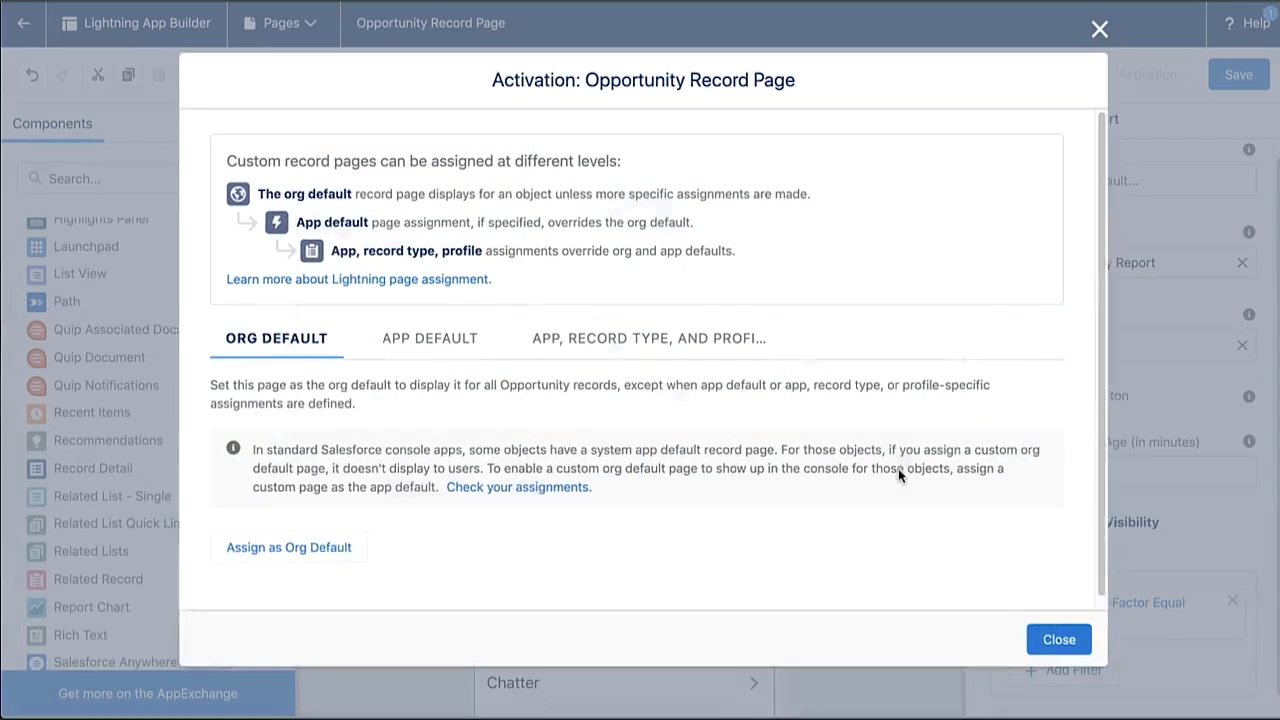 Lightning App Builder
Pages
Opportunity Record Page
? Help
Activation...
Save
Components
Search...
Highlights Panel
Launchpad
List View
Path
Quip Associated Doc
Quip Document
Quip Notifications
Recent Items
Recommendations
Record Detail
Related List - Single
Related List Quick Lin
Related Lists
Related Record
Report Chart
Rich Text
Salesforce Anywhere
Get more on the AppExchange
Activation: Opportunity Record Page
Custom record pages can be assigned at different levels:
The org default record page displays for an object unless more specific assignments are made.
App default page assignment, if specified, overrides the org default.
App, record type, profile assignments override org and app defaults.
Learn more about Lightning page assignment.
ORG DEFAULT
APP DEFAULT
APP, RECORD TYPE, AND PROFI...
Set this page as the org default to display it for all Opportunity records, except when app default or app, record type, or profile-specific
assignments are defined.
In standard Salesforce console apps, some objects have a system app default record page. For those objects, if you assign a custom org
default page, it doesn't display to users. To enable a custom org default page to show up in the console for those objects, assign a
custom page as the app default. Check your assignments.
Assign as Org Default
Close
Chatter
rt
ault...
y Report
ton
Age (in minutes)
Visibility
-Factor Equal
+ Add Filter